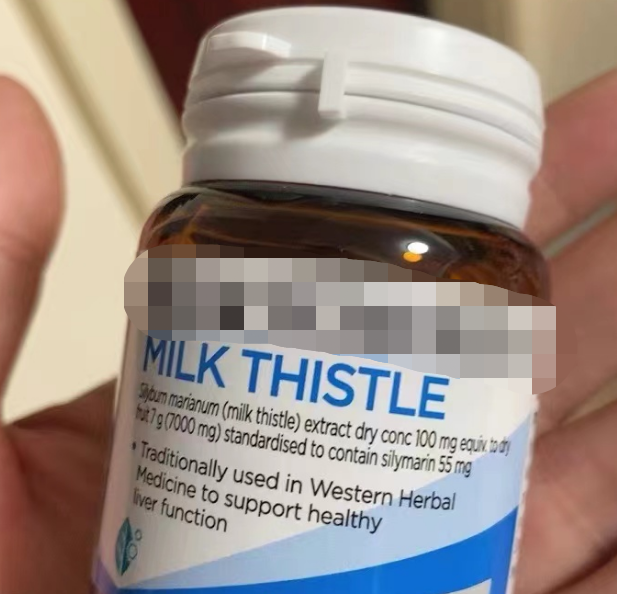 MILK THISTLE
Silybum marianum (milk thistle) extract dry conc 100 mg equiv. to dry
fruit 7 g (7000 mg) standardised to contain silymarin 55 mg
• Traditionally used in Western Herbal
Medicine to support healthy
liver function